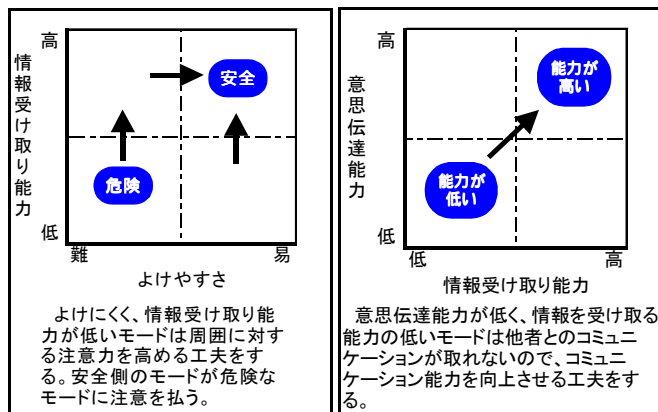 高
情報受け取り能力
低
安全
危険
難
易
よけやすさ
よけにくく、情報受け取り能
力が低いモードは周囲に対す
る注意力を高める工夫をす
る。安全側のモードが危険な
モードに注意を払う。
高
意思伝達能力
低
能力が
高い
能力が
低い
低
高
情報受け取り能力
意思伝達能力が低く、情報を受け取る
能力の低いモードは他者とのコミュニ
ケーションが取れないので、コミュニ
ケーション能力を向上させる工夫をす
る。